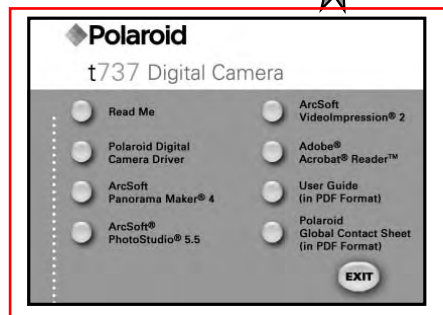 Polaroid
t737 Digital Camera
Read Me
Polaroid Digital
Camera Driver
ArcSoft
Panorama Maker® 4
ArcSoft®
PhotoStudio® 5.5
ArcSoft
VideoImpression® 2
Adobe®
Acrobat® Reader™
User Guide
(in PDF Format)
Polaroid
Global Contact Sheet
(in PDF Format)
EXIT